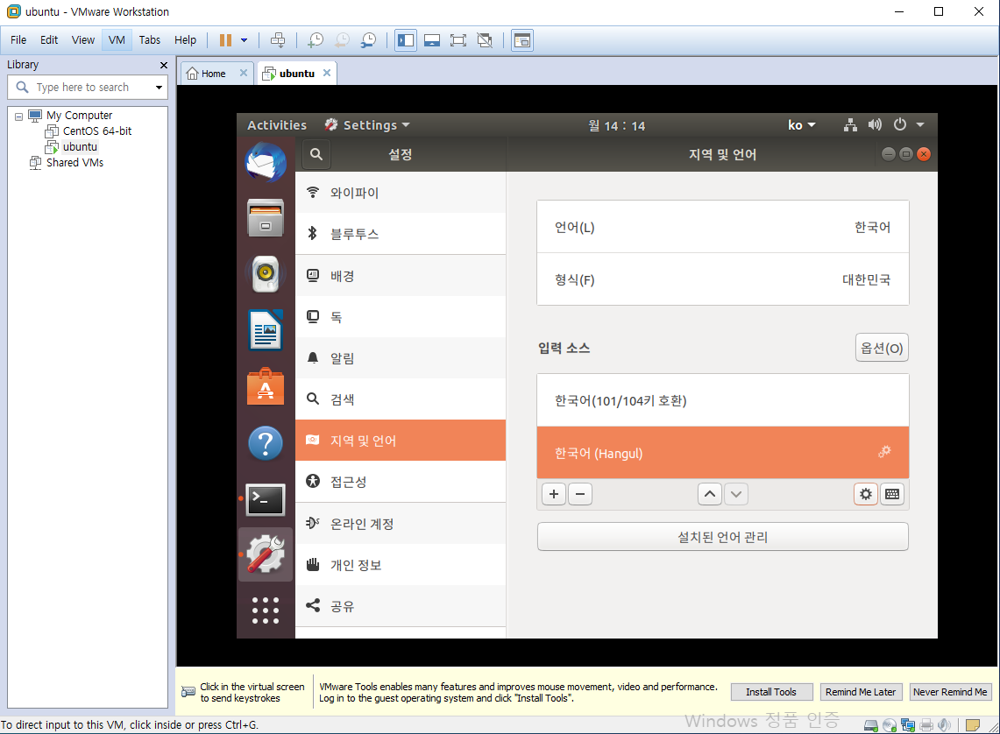 ubuntu - VMware Workstation
File Edit View VM Tabs Help
Library
Type here to search
My Computer
CentOS 64-bit
ubuntu
Shared VMs
Home
ubuntu
Activities Settings 월 14 : 14 ko
설정 지역 및 언어
와이파이
블루투스
배경
독
알림
검색
지역 및 언어
접근성
온라인 계정
개인 정보
공유
언어(L) 한국어
형식(F) 대한민국
입력 소스 옵션(O)
한국어(101/104키 호환)
한국어 (Hangul)
설치된 언어 관리
Click in the virtual screen
to send keystrokes
VMware Tools enables many features and improves mouse movement, video and performance.
Log in to the guest operating system and click "Install Tools".
Install Tools Remind Me Later Never Remind Me
Windows 정품 인증
To direct input to this VM, click inside or press Ctrl+G.